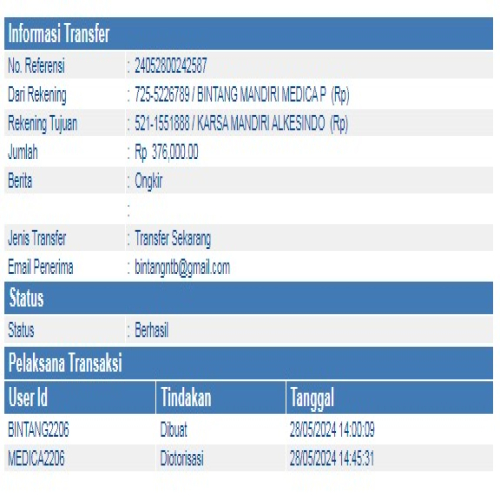 Informasi Transfer
No. Referensi : 24052800242587
Dari Rekening : 725-5226789 / BINTANG MANDIRI MEDICA P (Rp)
Rekening Tujuan : 521-1551888 / KARSA MANDIRI ALKESINDO (Rp)
Jumlah : Rp 376,000.00
Berita : Ongkir
:
Jenis Transfer : Transfer Sekarang
Email Penerima : bintangntb@gmail.com
Status
Status : Berhasil
Pelaksana Transaksi
User Id Tindakan Tanggal
BINTANG2206 Dibuat 28/05/2024 14:00:09
MEDICA2206 Diotorisasi 28/05/2024 14:45:31